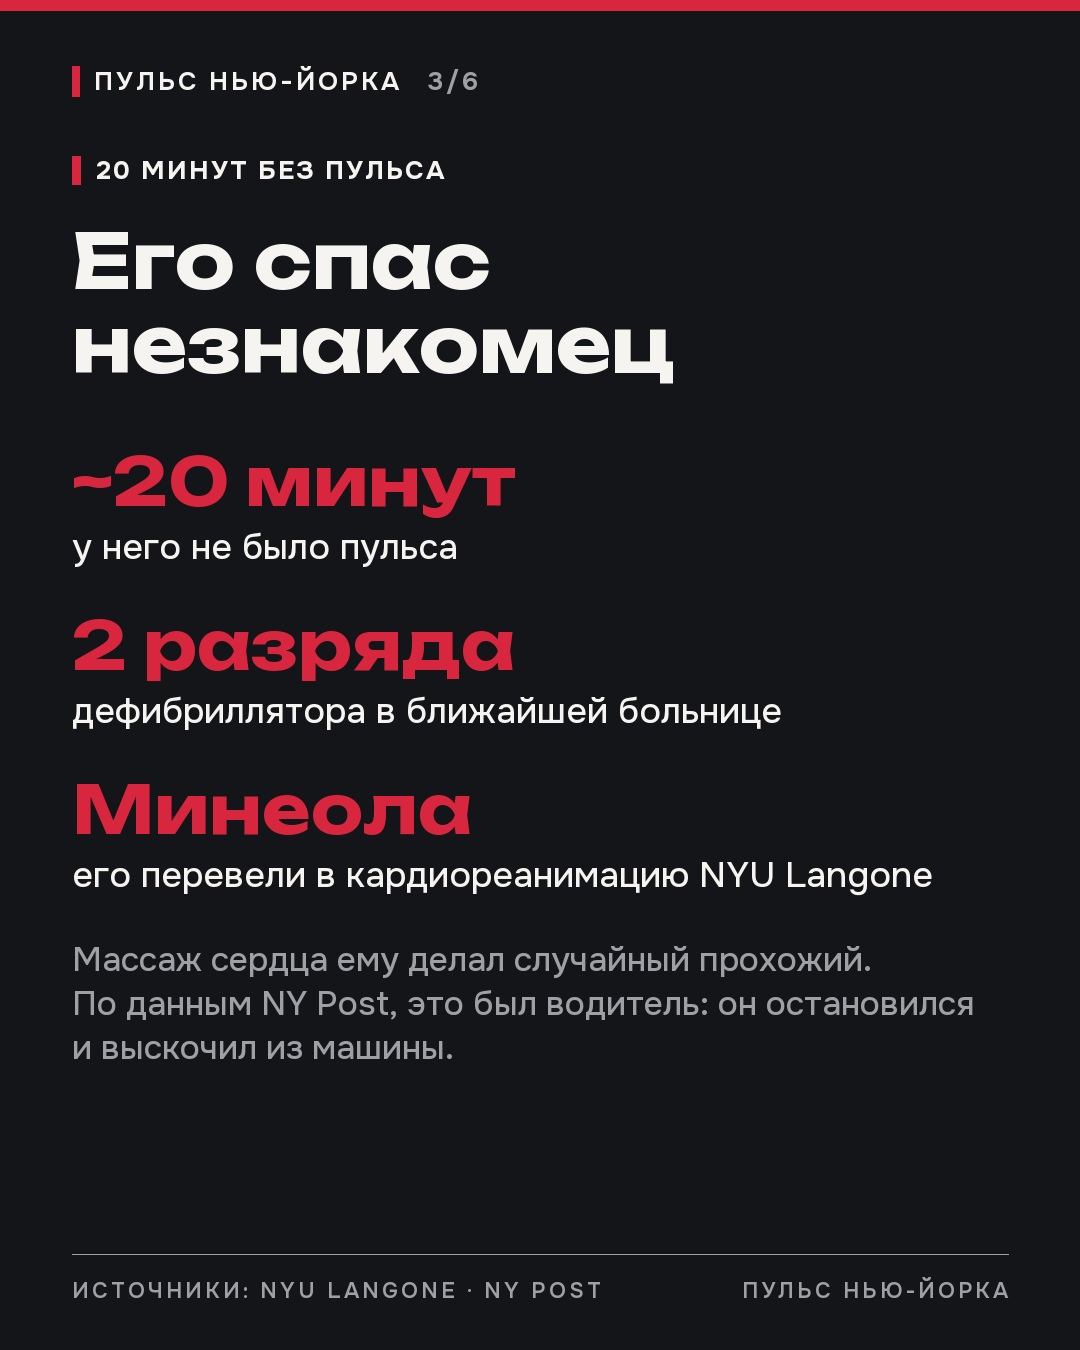 ПУЛЬС НЬЮ-ЙОРКА 3/6
20 МИНУТ БЕЗ ПУЛЬСА
Его спас
незнакомец
~20 минут
у него не было пульса
2 разряда
дефибриллятора в ближайшей больнице
Минеола
его перевели в кардиореанимацию NYU Langone
Массаж сердца ему делал случайный прохожий.
По данным NY Post, это был водитель: он остановился
и выскочил из машины.
ИСТОЧНИКИ: NYU LANGONE · NY POST
ПУЛЬС НЬЮ-ЙОРКА